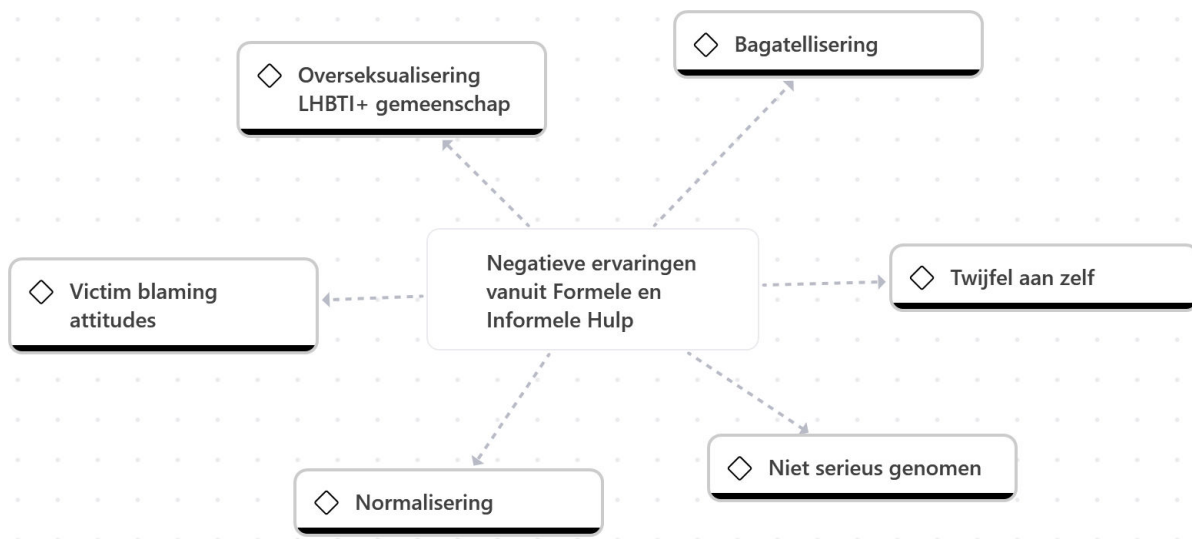 Bagatellisering
Overseksualisering
LHBTI+ gemeenschap
Negatieve ervaringen
vanuit Formele en
Informele Hulp
Twijfel aan zelf
Victim blaming
attitudes
Niet serieus genomen
Normalisering